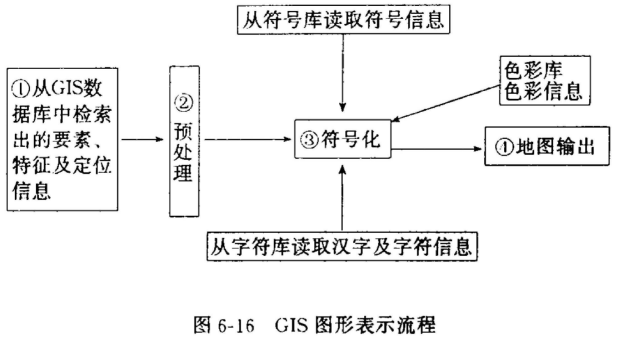 从符号库读取符号信息
色彩库
色彩信息
①从GIS数
据库中检索
出的要素、
特征及定位
信息
②
预
处
理
③符号化
④地图输出
从字符库读取汉字及字符信息
图 6-16 GIS 图形表示流程